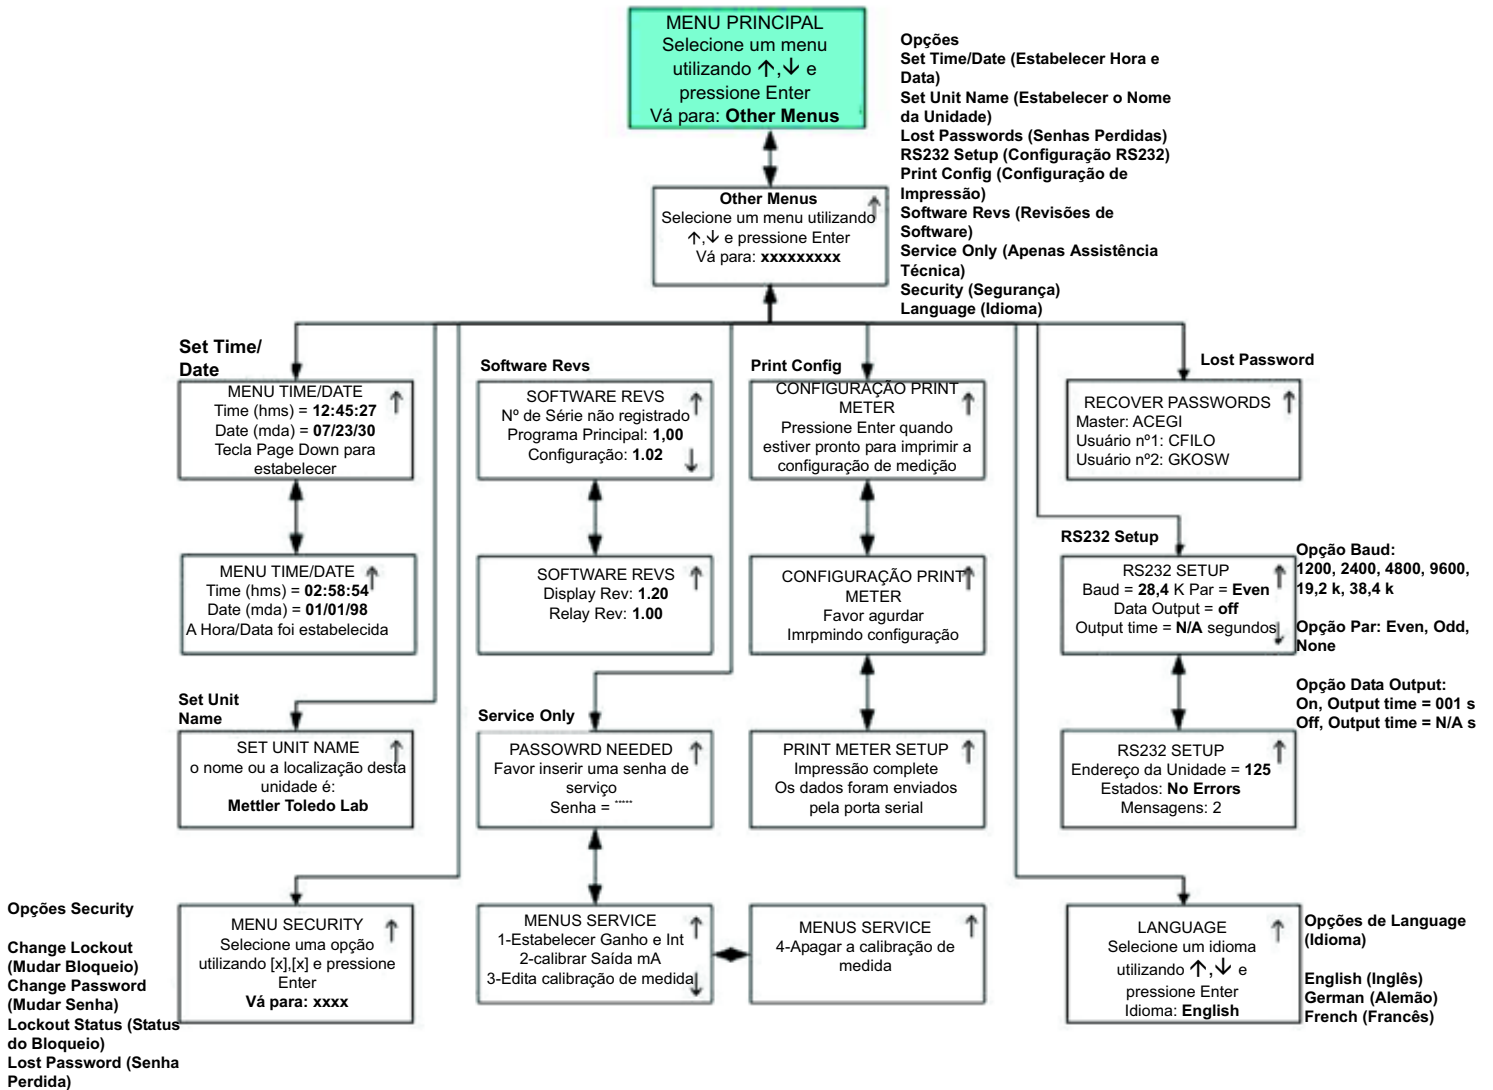 MENU PRINCIPAL
Selecione um menu
utilizando ↑,↓ e
pressione Enter
Vá para: Other Menus
Opções
Set Time/Date (Estabelecer Hora e
Data)
Set Unit Name (Estabelecer o Nome
da Unidade)
Lost Passwords (Senhas Perdidas)
RS232 Setup (Configuração RS232)
Print Config (Configuração de
Impressão)
Software Revs (Revisões de
Software)
Service Only (Apenas Assistência
Técnica)
Security (Segurança)
Language (Idioma)
Other Menus
Selecione um menu utilizando
↑,↓ e pressione Enter
Vá para: xxxxxxxxx
Set Time/
Date
MENU TIME/DATE
Time (hms) = 12:45:27
Date (mda) = 07/23/30
Tecla Page Down para
estabelecer
Software Revs
SOFTWARE REVS
Nº de Série não registrado
Programa Principal: 1,00
Configuração: 1.02
Print Config
CONFIGURAÇÃO PRINT
METER
Pressione Enter quando
estiver pronto para imprimir a
configuração de medição
Lost Password
RECOVER PASSWORDS
Master: ACEGI
Usuário nº1: CFILO
Usuário nº2: GKOSW
MENU TIME/DATE
Time (hms) = 02:58:54
Date (mda) = 01/01/98
A Hora/Data foi estabelecida
SOFTWARE REVS
Display Rev: 1.20
Relay Rev: 1.00
CONFIGURAÇÃO PRINT
METER
Favor agurdar
Imrpmindo configuração
RS232 Setup
RS232 SETUP
Baud = 28,4 K Par = Even
Data Output = off
Output time = N/A segundos
Opção Baud:
1200, 2400, 4800, 9600,
19,2 k, 38,4 k
Opção Par: Even, Odd,
None
Opção Data Output:
On, Output time = 001 s
Off, Output time = N/A s
Set Unit
Name
SET UNIT NAME
o nome ou a localização desta
unidade é:
Mettler Toledo Lab
Service Only
PASSOWRD NEEDED
Favor inserir uma senha de
serviço
Senha = *****
PRINT METER SETUP
Impressão complete
Os dados foram enviados
pela porta serial
RS232 SETUP
Endereço da Unidade = 125
Estados: No Errors
Mensagens: 2
Opções Security
Change Lockout
(Mudar Bloqueio)
Change Password
(Mudar Senha)
Lockout Status (Status
do Bloqueio)
Lost Password (Senha
Perdida)
MENU SECURITY
Selecione uma opção
utilizando [x],[x] e pressione
Enter
Vá para: xxxx
MENUS SERVICE
1-Estabelecer Ganho e Int
2-calibrar Saída mA
3-Edita calibração de medida
MENUS SERVICE
4-Apagar a calibração de
medida
LANGUAGE
Selecione um idioma
utilizando ↑,↓ e
pressione Enter
Idioma: English
Opções de Language
(Idioma)
English (Inglês)
German (Alemão)
French (Francês)